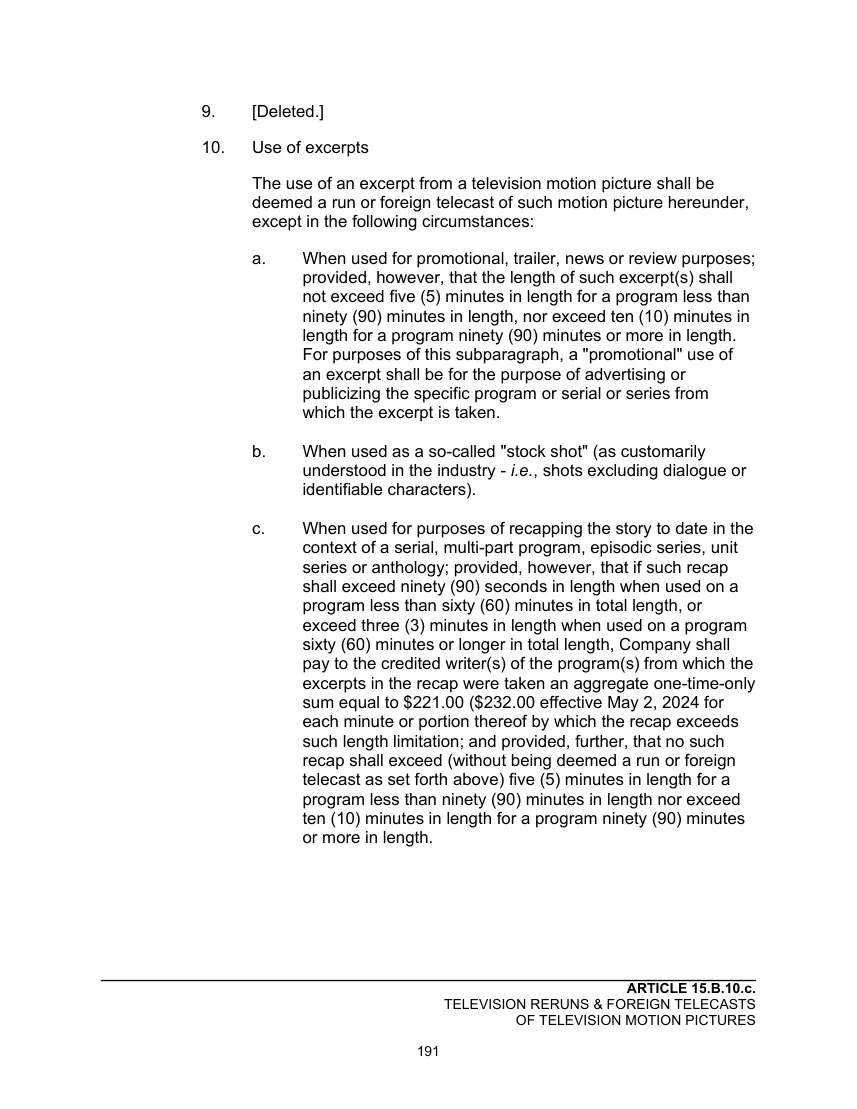 9. [Deleted.]
10. Use of excerpts
The use of an excerpt from a television motion picture shall be
deemed a run or foreign telecast of such motion picture hereunder,
except in the following circumstances:
a. When used for promotional, trailer, news or review purposes;
provided, however, that the length of such excerpt(s) shall
not exceed five (5) minutes in length for a program less than
ninety (90) minutes in length, nor exceed ten (10) minutes in
length for a program ninety (90) minutes or more in length.
For purposes of this subparagraph, a "promotional" use of
an excerpt shall be for the purpose of advertising or
publicizing the specific program or serial or series from
which the excerpt is taken.
b. When used as a so-called "stock shot" (as customarily
understood in the industry - i.e., shots excluding dialogue or
identifiable characters).
c. When used for purposes of recapping the story to date in the
context of a serial, multi-part program, episodic series, unit
series or anthology; provided, however, that if such recap
shall exceed ninety (90) seconds in length when used on a
program less than sixty (60) minutes in total length, or
exceed three (3) minutes in length when used on a program
sixty (60) minutes or longer in total length, Company shall
pay to the credited writer(s) of the program(s) from which the
excerpts in the recap were taken an aggregate one-time-only
sum equal to $221.00 ($232.00 effective May 2, 2024 for
each minute or portion thereof by which the recap exceeds
such length limitation; and provided, further, that no such
recap shall exceed (without being deemed a run or foreign
telecast as set forth above) five (5) minutes in length for a
program less than ninety (90) minutes in length nor exceed
ten (10) minutes in length for a program ninety (90) minutes
or more in length.
ARTICLE 15.B.10.c.
TELEVISION RERUNS & FOREIGN TELECASTS
OF TELEVISION MOTION PICTURES
191